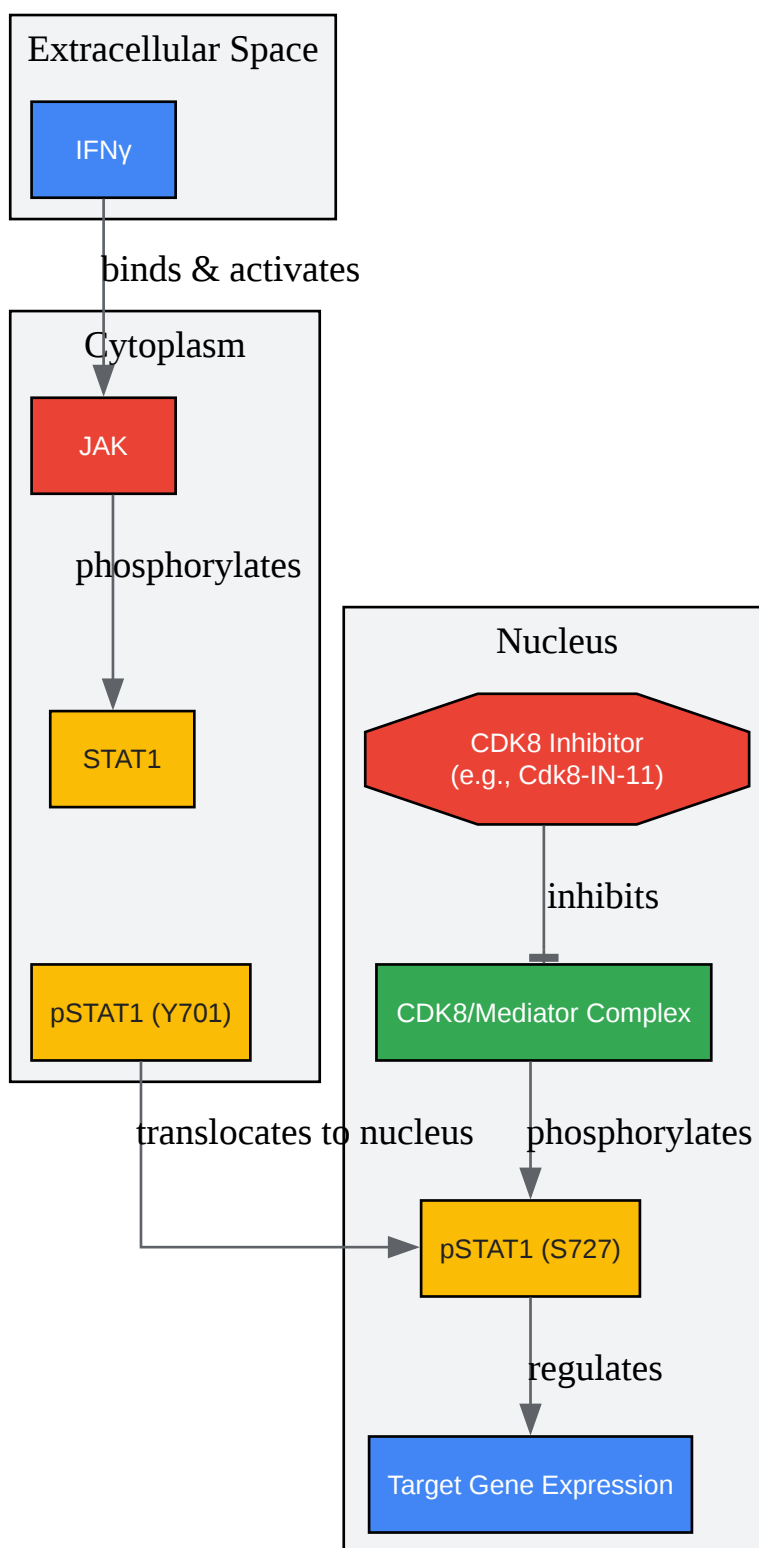 Extracellular Space
IFNγ
binds & activates
Cytoplasm
JAK
phosphorylates
STAT1
Nucleus
CDK8 Inhibitor
(e.g., Cdk8-IN-11)
inhibits
pSTAT1 (Y701)
CDK8/Mediator Complex
translocates to nucleus
phosphorylates
pSTAT1 (S727)
regulates
Target Gene Expression